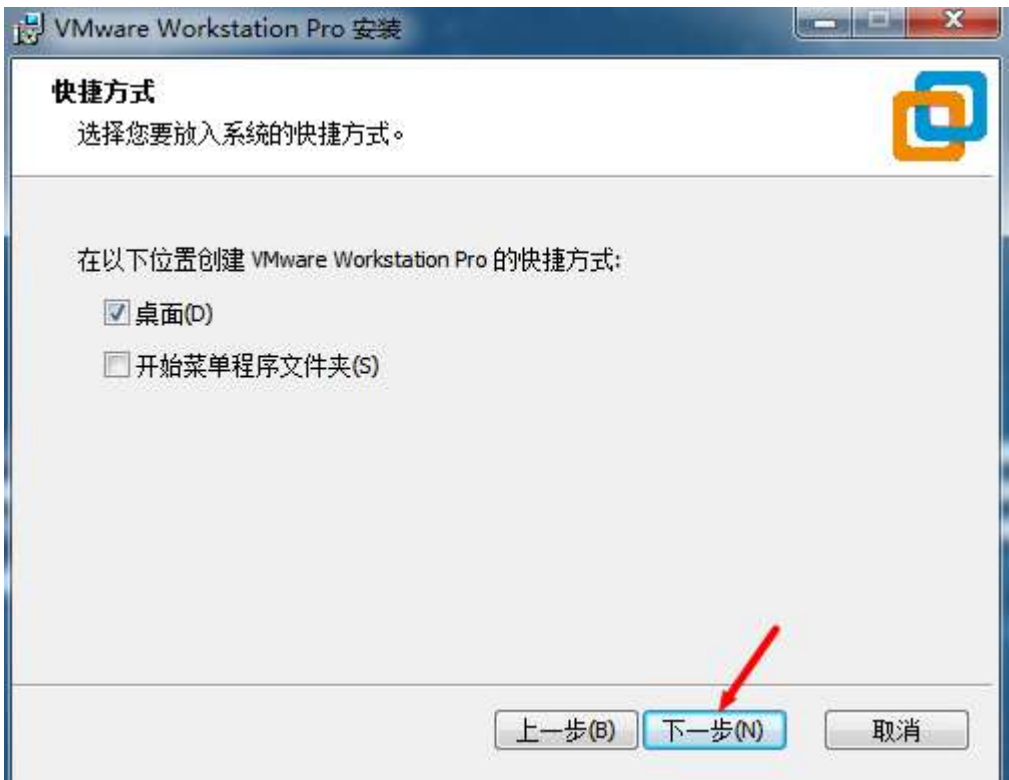 VMware Workstation Pro 安装
快捷方式
选择您要放入系统的快捷方式。
在以下位置创建 VMware Workstation Pro 的快捷方式:
桌面(D)
开始菜单程序文件夹(S)
上一步(B) 下一步(N) 取消